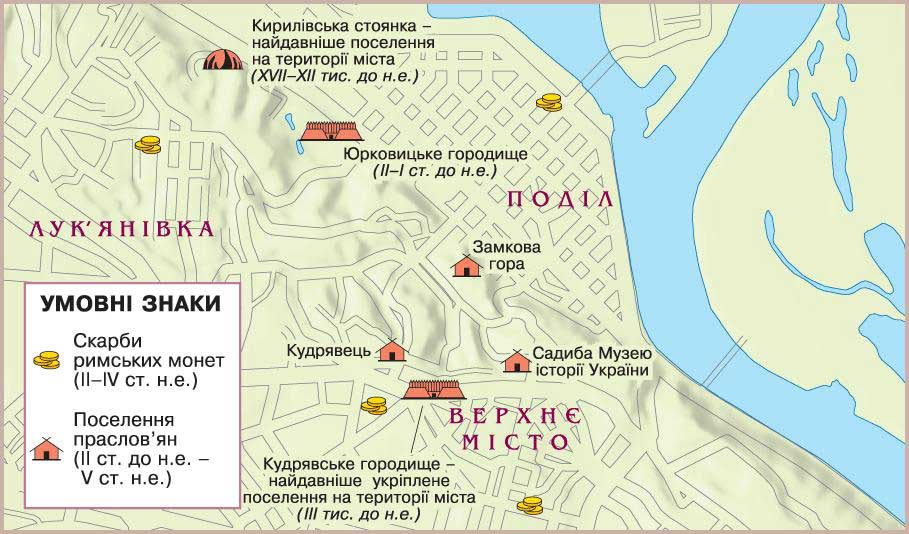 Кирилівська стоянка –
найдавніше поселення
на території міста
(XVII–XII тис. до н.е.)
Юрковицьке городище
(II–I ст. до н.е.)
ПОДІЛ
ЛУК'ЯНІВКА
Замкова
гора
УМОВНІ ЗНАКИ
Скарби
римських монет
(II–IV ст. н.е.)
Поселення
праслов'ян
(II ст. до н.е. –
V ст. н.е.)
Кудрявець
Садиба Музею
історії України
ВЕРХНЄ
МІСТО
Кудрявське городище –
найдавніше укріплене
поселення на території міста
(III тис. до н.е.)